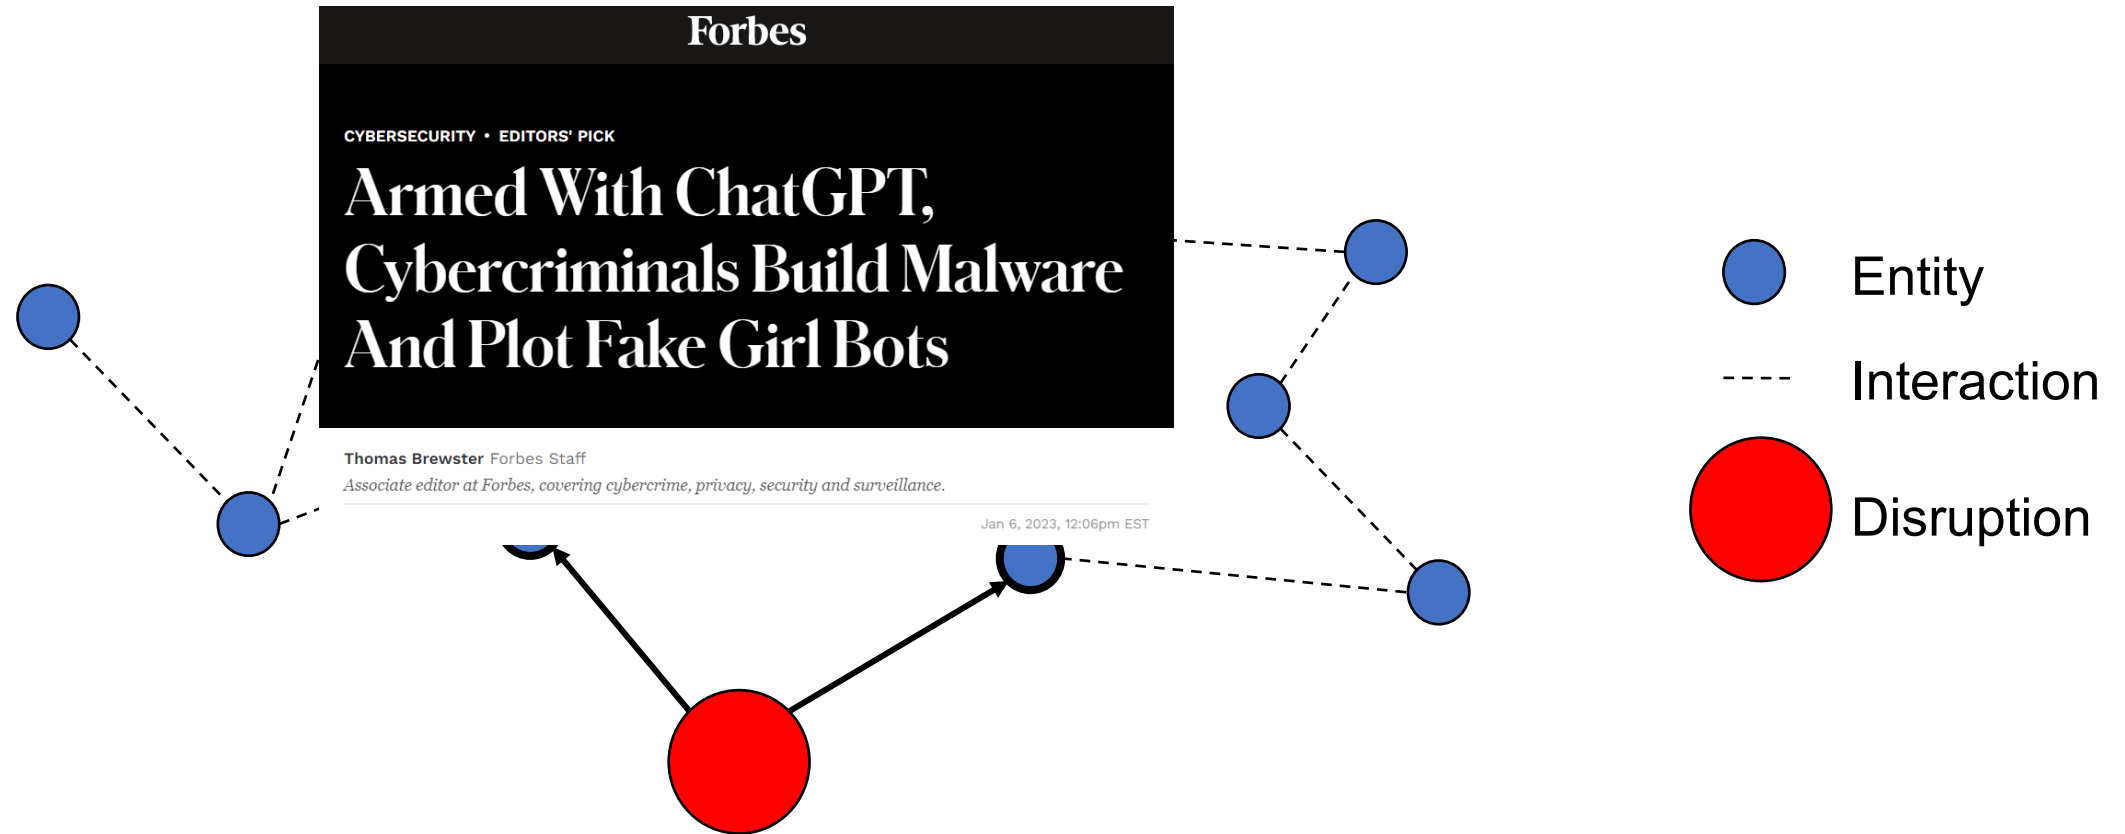 Forbes
CYBERSECURITY • EDITORS' PICK
Armed With ChatGPT,
Cybercriminals Build Malware
And Plot Fake Girl Bots
Thomas Brewster Forbes Staff
Associate editor at Forbes, covering cybercrime, privacy, security and surveillance.
Jan 6, 2023, 12:06pm EST
Entity
Interaction
Disruption